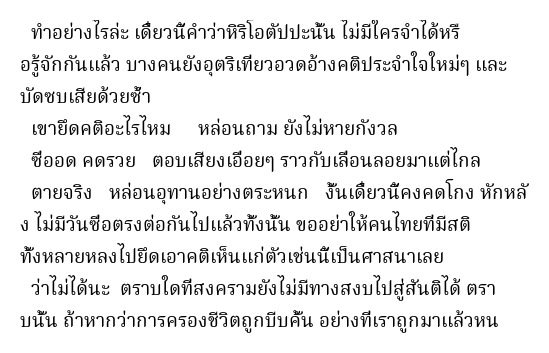 ทำอย่างไรล่ะ เดี๋ยวนี้คำว่าหิริโอตัปปะนั้น ไม่มีใครจำได้หรื
อรู้จักกันแล้ว บางคนยังอุตริเที่ยวอวดอ้างคติประจำใจใหม่ๆ และ
บัดซบเสียด้วยซ้ำ
เขายึดคติอะไรไหม หล่อนถาม ยังไม่หายกังวล
ซื่ออด คดรวย ตอบเสียงเอื่อยๆ ราวกับเลื่อนลอยมาแต่ไกล
ตายจริง หล่อนอุทานอย่างตระหนก งั้นเดี๋ยวนี้คงคดโกง หักหลั
ง ไม่มีวันซื่อตรงต่อกันไปแล้วทั้งนั้น ขออย่าให้คนไทยที่มีสติ
ทั้งหลายหลงไปยึดเอาคติเห็นแก่ตัวเช่นนี้เป็นศาสนาเลย
ว่าไม่ได้นะ ตราบใดที่สงครามยังไม่มีทางสงบไปสู่สันติได้ ตรา
บนั้น ถ้าหากว่าการครองชีวิตถูกบีบคั้น อย่างที่เราถูกมาแล้วหน